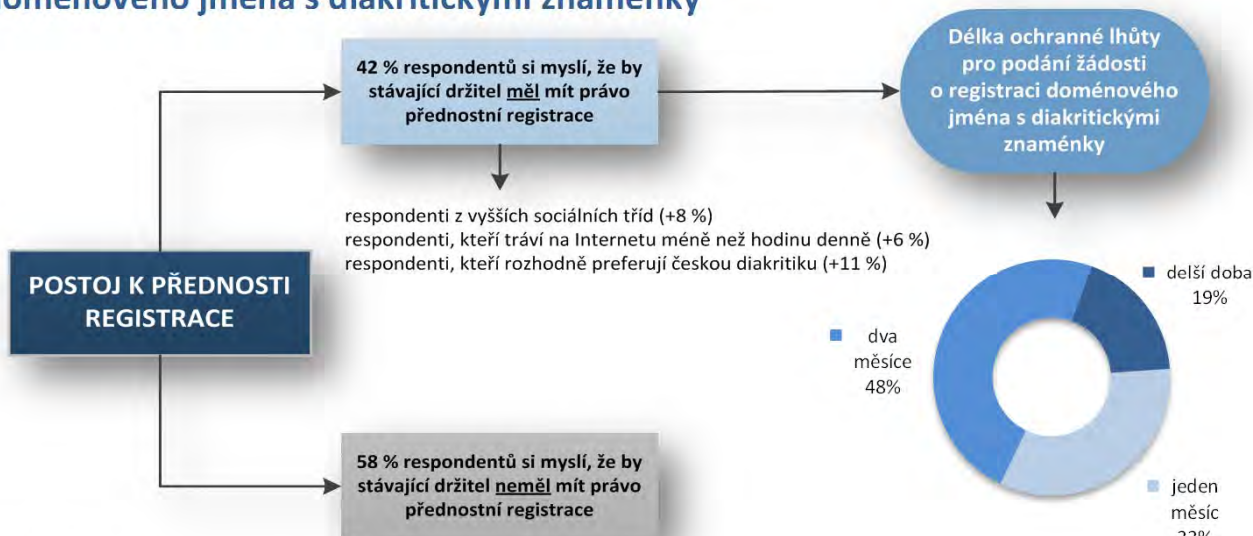 doménového jména s diakritickými znaménky
42 % respondentů si myslí, že by
stávající držitel měl mít právo
přednostní registrace
Délka ochranné lhůty
pro podání žádosti
o registraci doménového
jména s diakritickými
znaménky
respondenti z vyšších sociálních tříd (+8 %)
respondenti, kteří tráví na Internetu méně než hodinu denně (+6 %)
respondenti, kteří rozhodně preferují českou diakritiku (+11 %)
POSTOJ K PŘEDNOSTI
REGISTRACE
delší doba
19%
dva
měsíce
48%
jeden
měsíc
58 % respondentů si myslí, že by
stávající držitel neměl mít právo
přednostní registrace